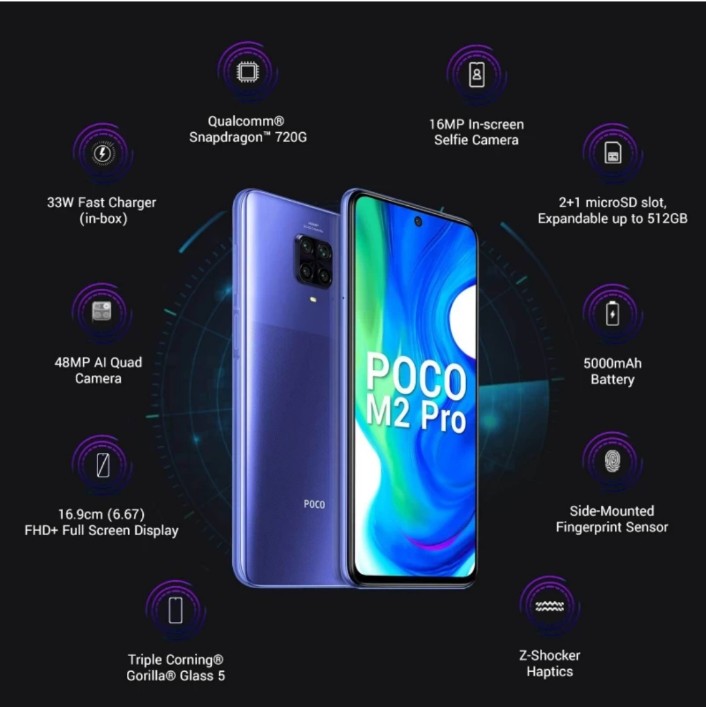 Qualcomm®
Snapdragon™ 720G
16MP In-screen
Selfie Camera
33W Fast Charger
(in-box)
2+1 microSD slot,
Expandable up to 512GB
48MP AI Quad
Camera
5000mAh
Battery
POCO
M2 Pro
POCO
16.9cm (6.67)
FHD+ Full Screen Display
Side-Mounted
Fingerprint Sensor
Triple Corning®
Gorilla® Glass 5
Z-Shocker
Haptics